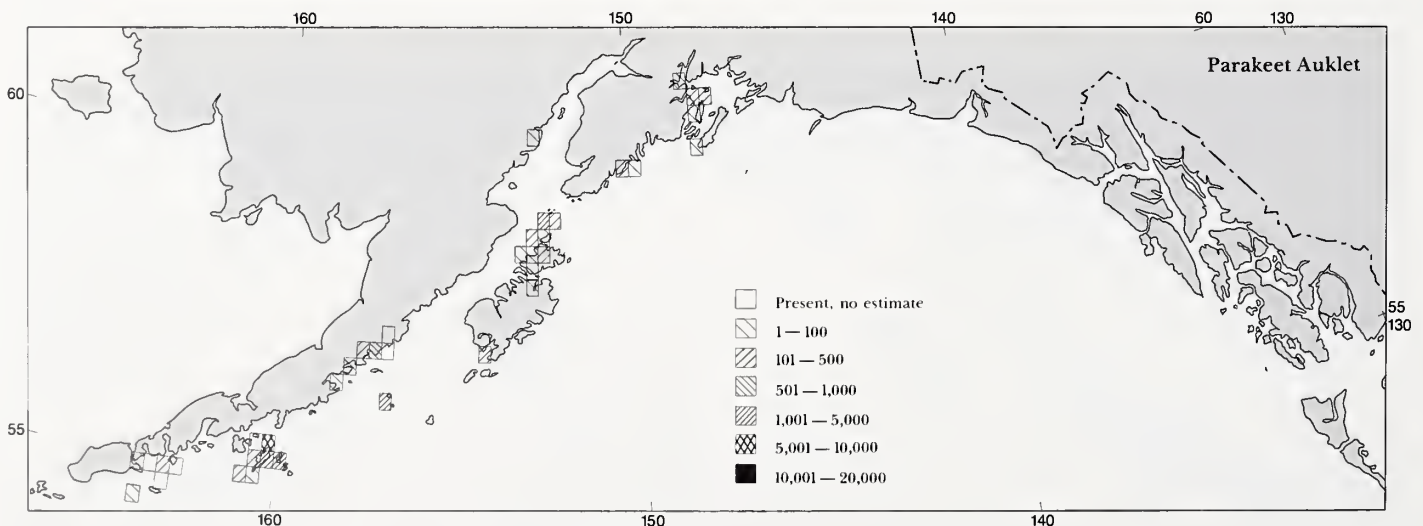 160 150 140 60 130
Parakeet Auklet
60
55
130
55
Present, no estimate
1—100
101—500
501—1,000
1,001—5,000
5,001—10,000
10,001—20,000
160 150 140